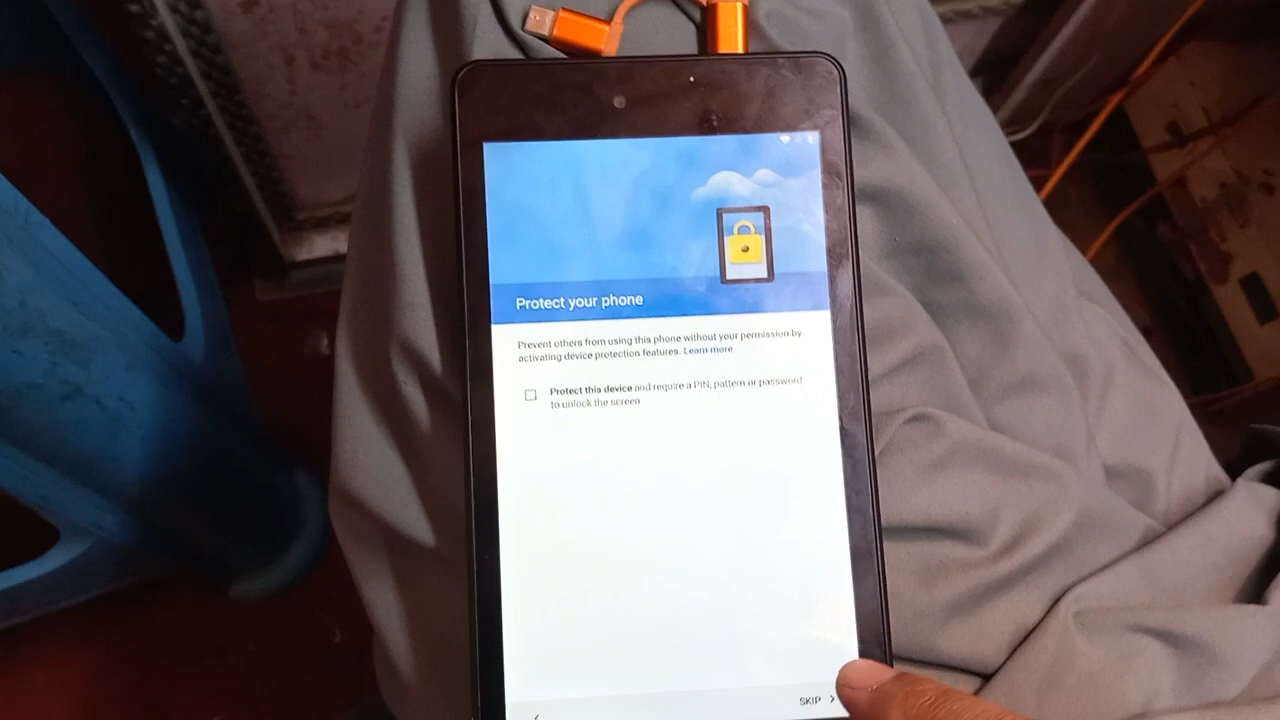 Protect your phone
Prevent others from using this phone without your permission by
activating device protection features. Learn more
Protect this device and require a PIN, pattern or password
to unlock the screen
SKIP